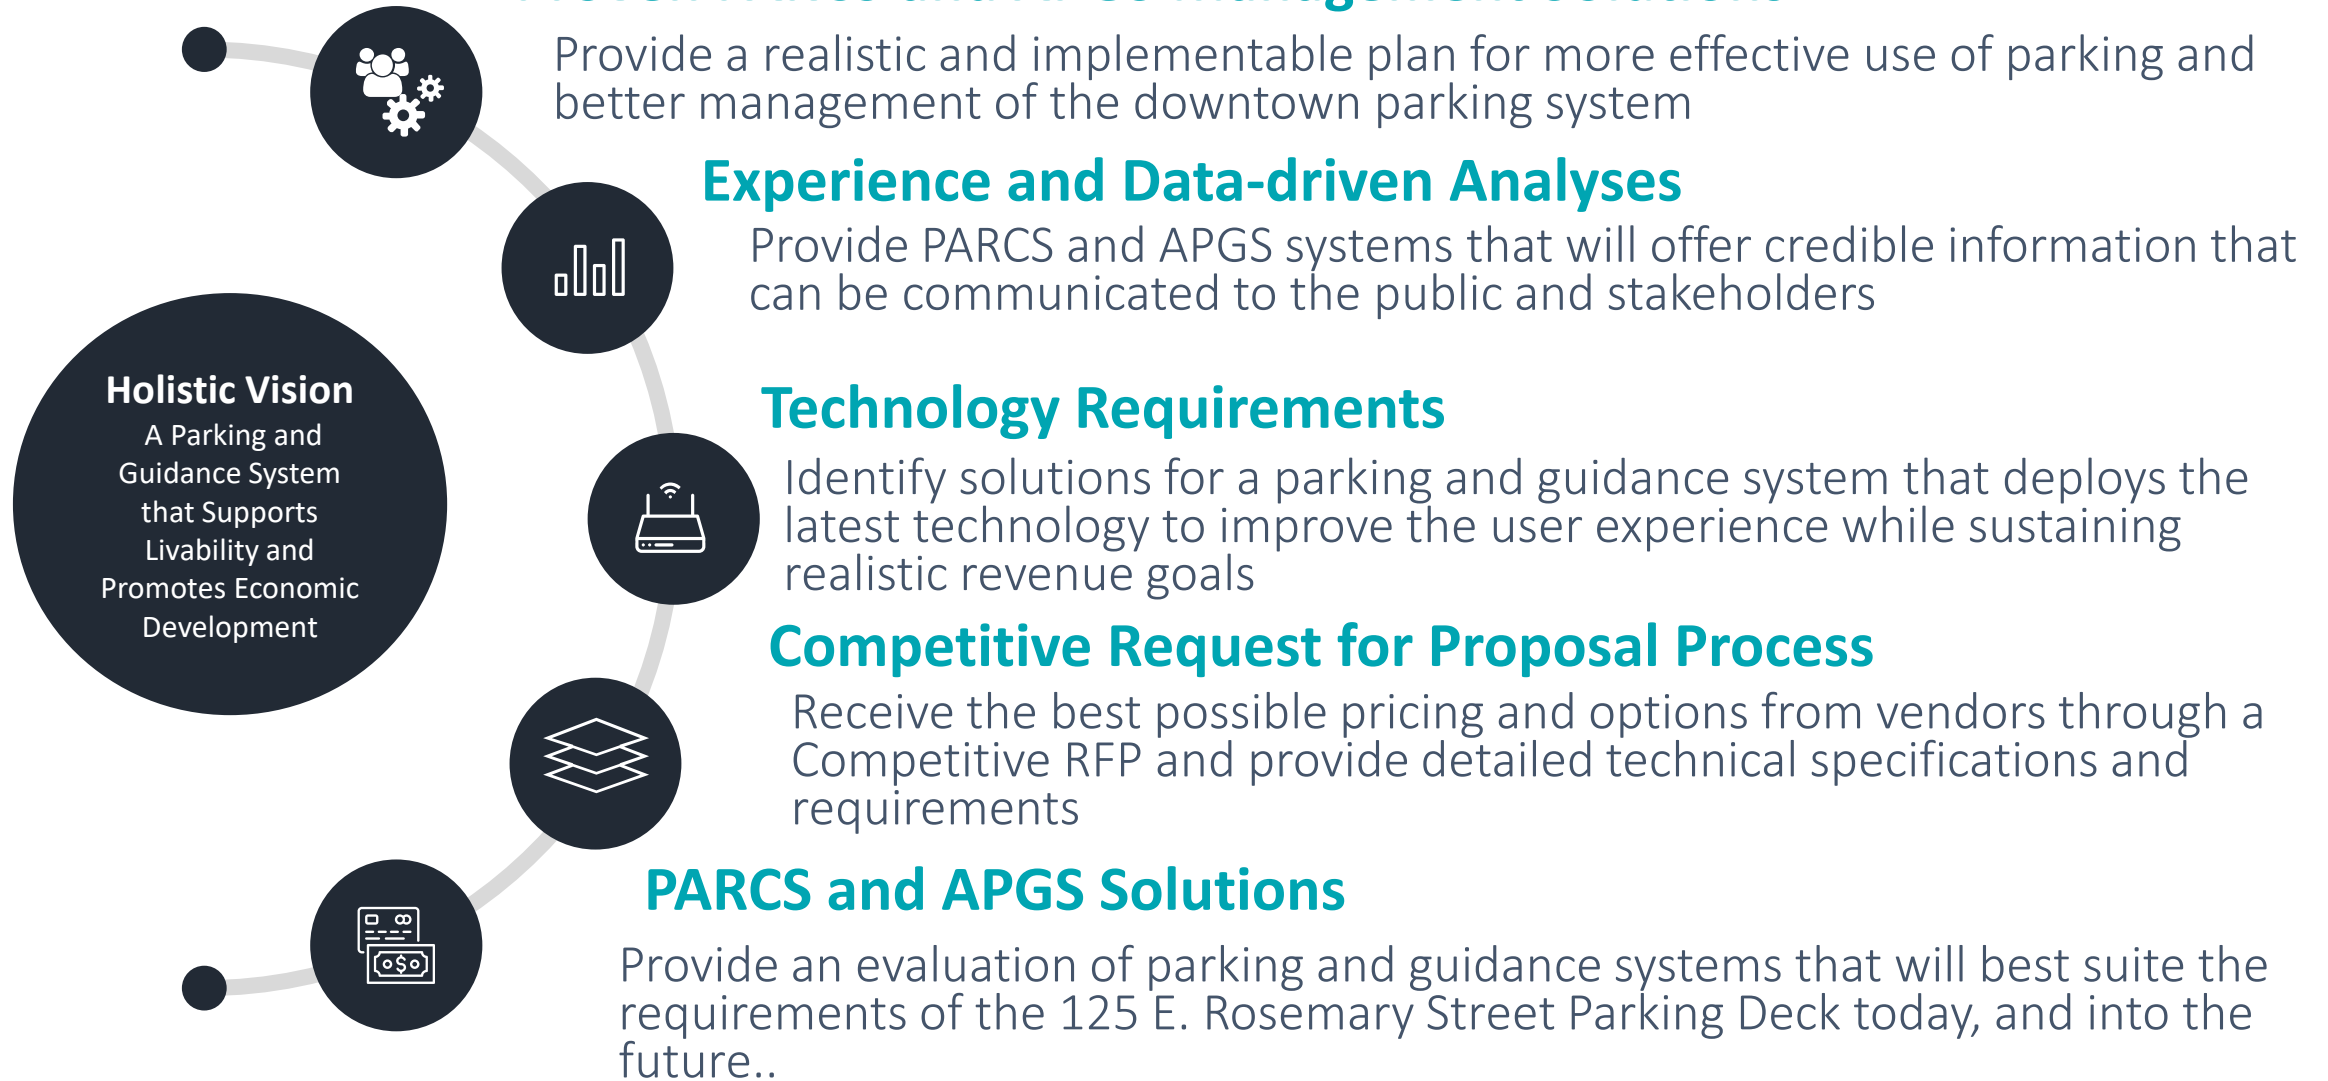 Proven PARCS and APGS Management Solutions
Provide a realistic and implementable plan for more effective use of parking and
better management of the downtown parking system
Experience and Data-driven Analyses
Provide PARCS and APGS systems that will offer credible information that
can be communicated to the public and stakeholders
Holistic Vision
A Parking and
Guidance System
that Supports
Livability and
Promotes Economic
Development
Technology Requirements
Identify solutions for a parking and guidance system that deploys the
latest technology to improve the user experience while sustaining
realistic revenue goals
Competitive Request for Proposal Process
Receive the best possible pricing and options from vendors through a
Competitive RFP and provide detailed technical specifications and
requirements
PARCS and APGS Solutions
Provide an evaluation of parking and guidance systems that will best suite the
requirements of the 125 E. Rosemary Street Parking Deck today, and into the
future..